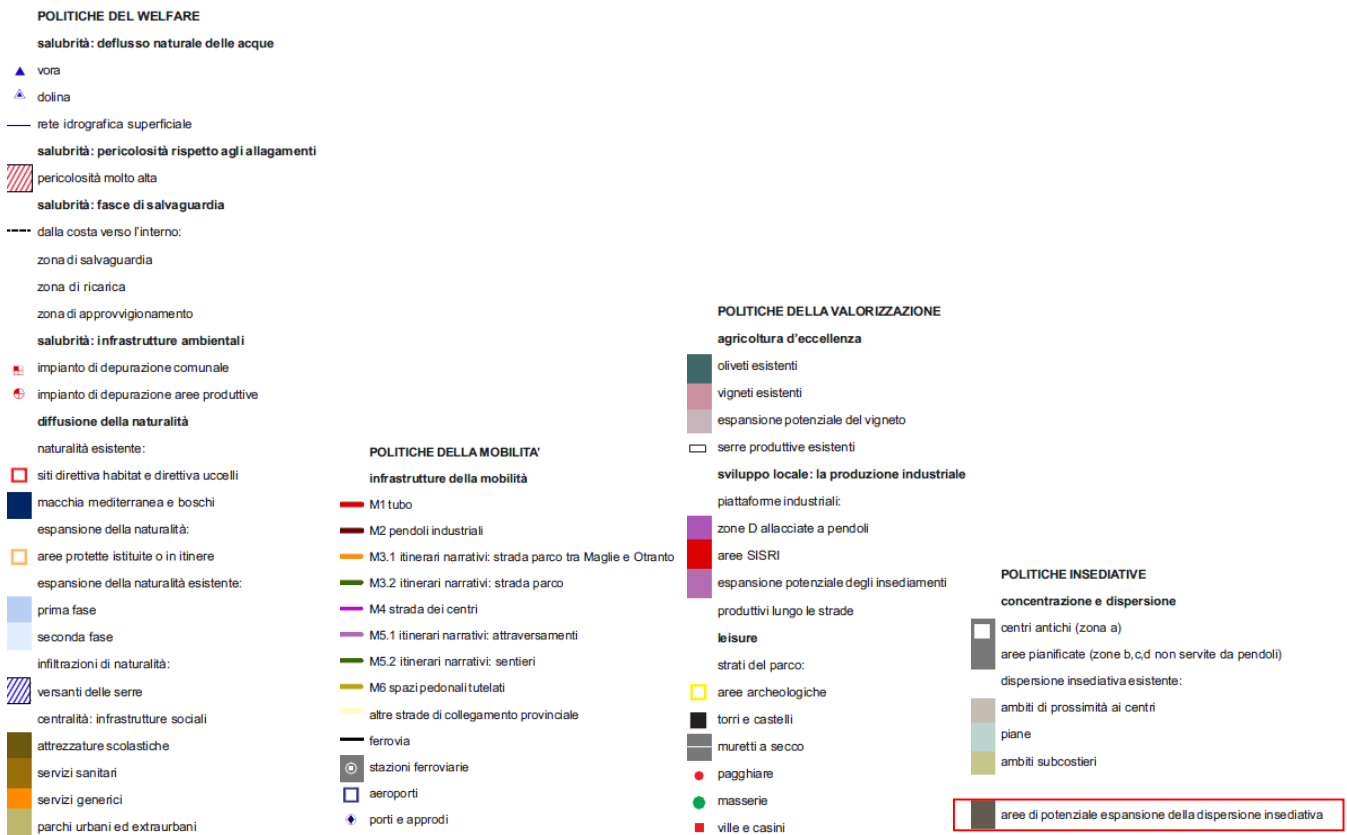 POLITICHE DEL WELFARE
salubrità: deflusso naturale delle acque
vora
dolina
rete idrografica superficiale
salubrità: pericolosità rispetto agli allagamenti
pericolosità molto alta
salubrità: fasce di salvaguardia
dalla costa verso l'interno:
zona di salvaguardia
zona di ricarica
zona di approvvigionamento
salubrità: infrastrutture ambientali
impianto di depurazione comunale
impianto di depurazione aree produttive
diffusione della naturalità
naturalità esistente:
siti direttiva habitat e direttiva uccelli
macchia mediterranea e boschi
espansione della naturalità:
aree protette istituite o in itinere
espansione della naturalità esistente:
prima fase
seconda fase
infiltrazioni di naturalità:
versanti delle serre
centralità: infrastrutture sociali
attrezzature scolastiche
servizi sanitari
servizi generici
parchi urbani ed extraurbani
POLITICHE DELLA MOBILITA'
infrastrutture della mobilità
M1 tubo
M2 pendoli industriali
M3.1 itinerari narrativi: strada parco tra Maglie e Otranto
M3.2 itinerari narrativi: strada parco
M4 strada dei centri
M5.1 itinerari narrativi: attraversamenti
M5.2 itinerari narrativi: sentieri
M6 spazi pedonali tutelati
altre strade di collegamento provinciale
ferrovia
stazioni ferroviarie
aeroporti
porti e approdi
POLITICHE DELLA VALORIZZAZIONE
agricoltura d'eccellenza
oliveti esistenti
vigneti esistenti
espansione potenziale del vigneto
serre produttive esistenti
sviluppo locale: la produzione industriale
piattaforme industriali:
zone D allacciate a pendoli
aree SISRI
espansione potenziale degli insediamenti
produttivi lungo le strade
leisure
strati del parco:
aree archeologiche
torri e castelli
muretti a secco
pagghiare
masserie
ville e casini
POLITICHE INSEDIATIVE
concentrazione e dispersione
centri antichi (zona a)
aree pianificate (zone b,c,d non servite da pendoli)
dispersione insediativa esistente:
ambiti di prossimità ai centri
piane
ambiti subcostieri
aree di potenziale espansione della dispersione insediativa